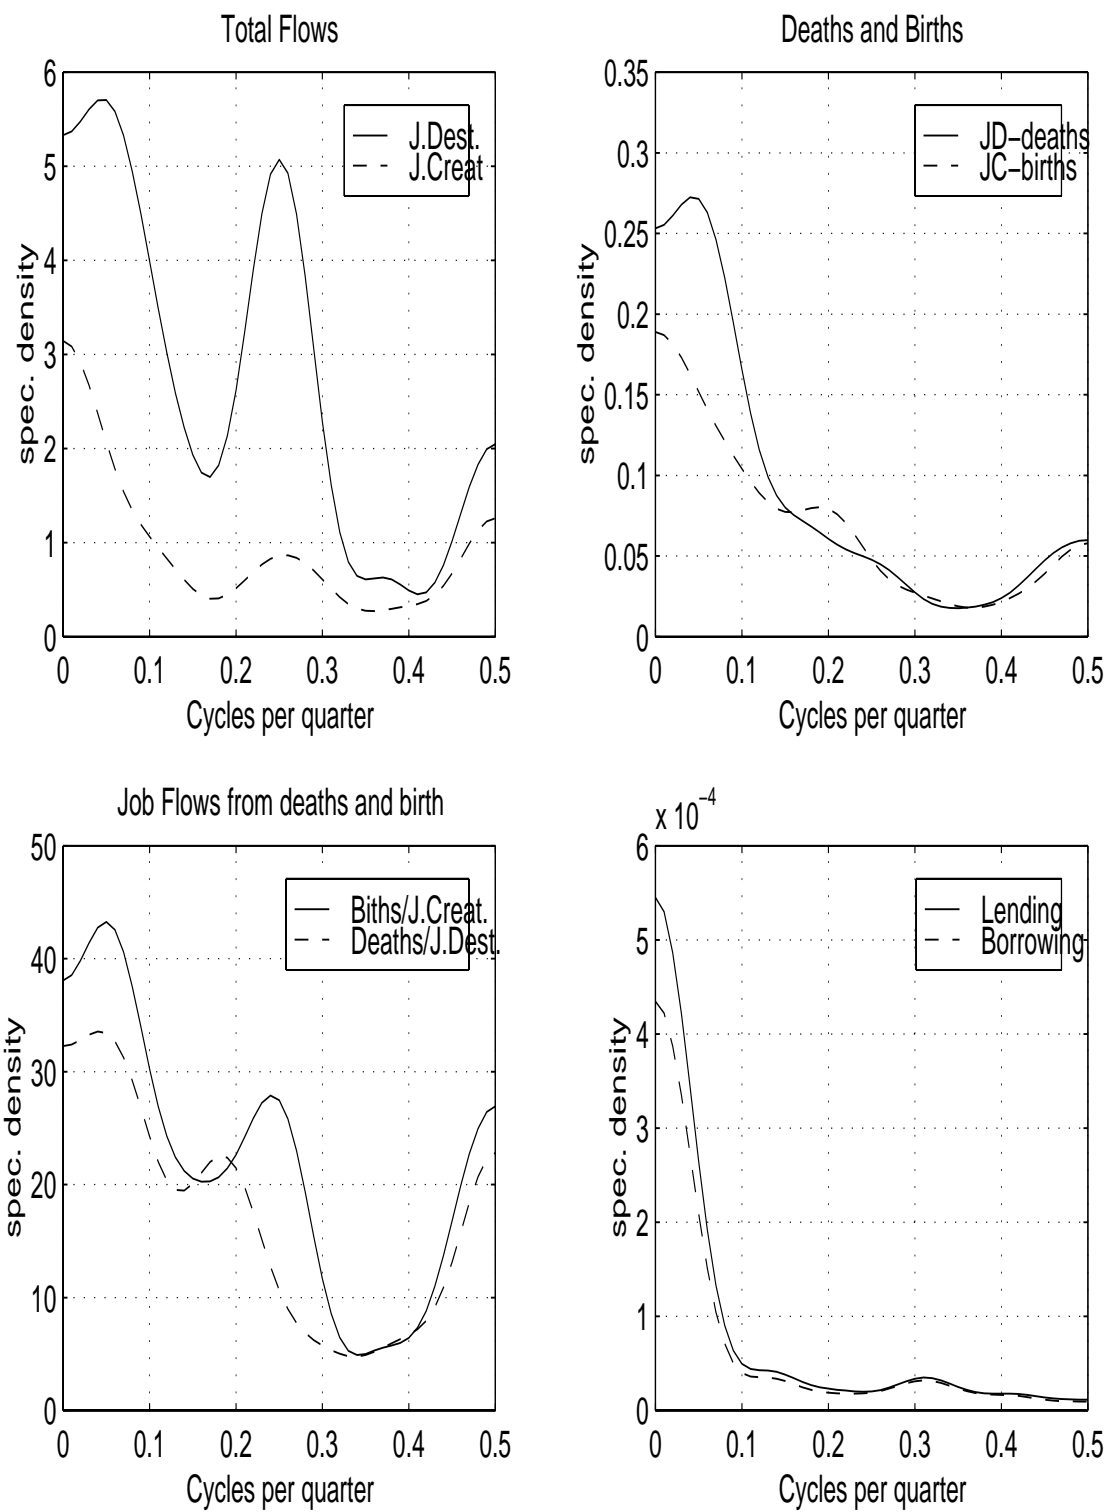 Total Flows
6
5
4
3
2
1
0
spec. density
J.Dest.
J.Creat
0 0.1 0.2 0.3 0.4 0.5
Cycles per quarter
Deaths and Births
0.35
0.3
0.25
0.2
0.15
0.1
0.05
0
spec. density
JD-deaths
JC-births
0 0.1 0.2 0.3 0.4 0.5
Cycles per quarter
Job Flows from deaths and birth
50
40
30
20
10
0
spec. density
Biths/J.Creat.
Deaths/J.Dest.
0 0.1 0.2 0.3 0.4 0.5
Cycles per quarter
x 10^-4
6
5
4
3
2
1
0
spec. density
Lending
Borrowing
0 0.1 0.2 0.3 0.4 0.5
Cycles per quarter